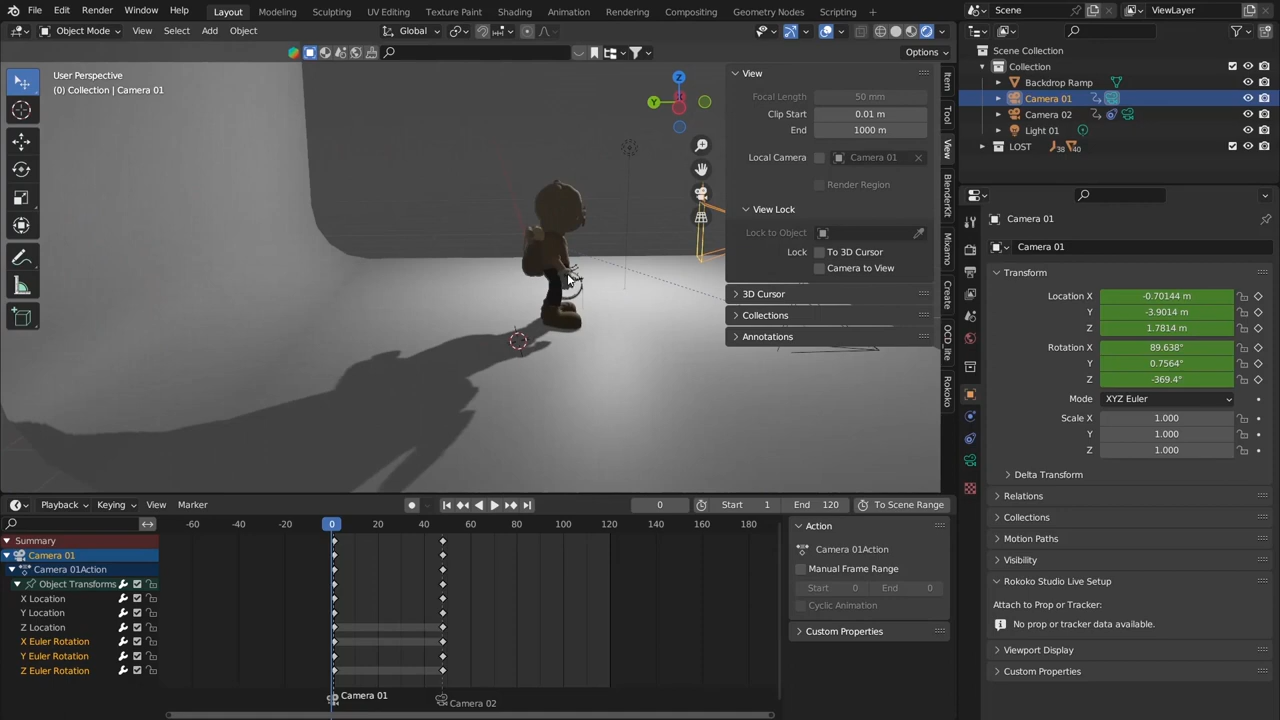 File Edit Render Window Help Layout Modeling Sculpting UV Editing Texture Paint Shading Animation Rendering Compositing Geometry Nodes Scripting + Scene ViewLayer
Object Mode View Select Add Object Global Options
User Perspective
(0) Collection | Camera 01
Z
Y
View
Focal Length 50 mm
Clip Start 0.01 m
End 1000 m
Local Camera Camera 01
Render Region
View Lock
Lock to Object
Lock To 3D Cursor
Camera to View
3D Cursor
Collections
Annotations
Item
Tool
View
BlenderKit
Mixamo
Create
OCD_lite
Rokoko
Scene Collection
Collection
Backdrop Ramp
Camera 01
Camera 02
Light 01
LOST 38 40
Camera 01
Camera 01
Transform
Location X -0.70144 m
Y -3.9014 m
Z 1.7814 m
Rotation X 89.638°
Y 0.7564°
Z -369.4°
Mode XYZ Euler
Scale X 1.000
Y 1.000
Z 1.000
Delta Transform
Relations
Collections
Motion Paths
Visibility
Rokoko Studio Live Setup
Attach to Prop or Tracker:
No prop or tracker data available.
Viewport Display
Custom Properties
Playback Keying View Marker 0 Start 1 End 120 To Scene Range
-60 -40 -20 0 20 40 60 80 100 120 140 160 180
Summary
Camera 01
Camera 01Action
Object Transforms
X Location
Y Location
Z Location
X Euler Rotation
Y Euler Rotation
Z Euler Rotation
Camera 01
Camera 02
Action
Camera 01Action
Manual Frame Range
Start 0 End 0
Cyclic Animation
Custom Properties